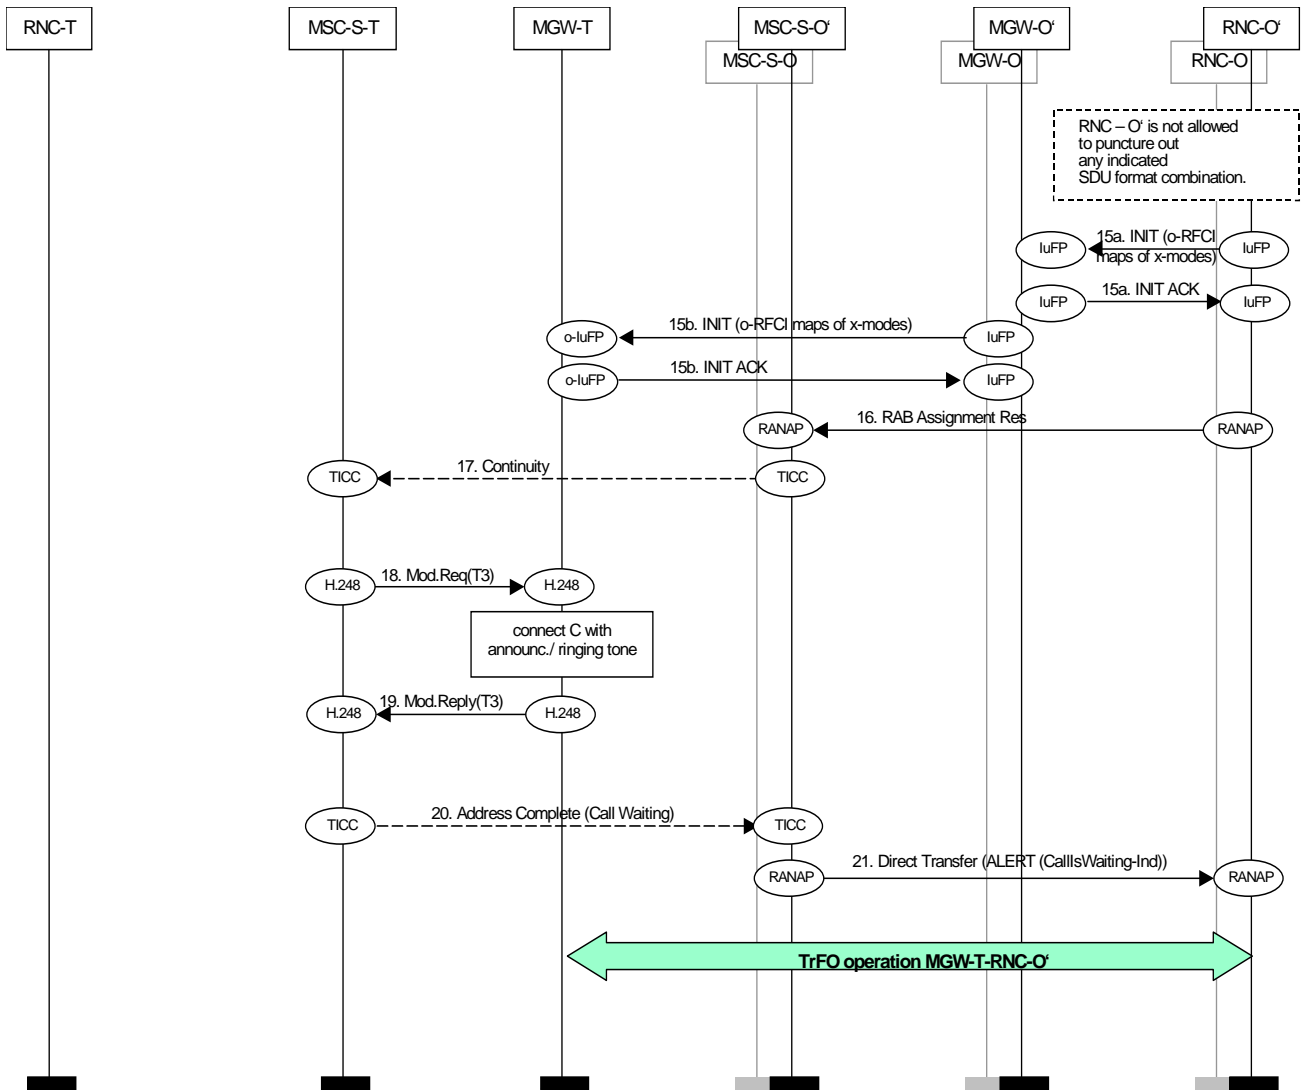 RNC-T
MSC-S-T
MGW-T
MSC-S-O‘
MGW-O‘
RNC-O‘
MSC-S-O
MGW-O
RNC-O
RNC – O‘ is not allowed
to puncture out
any indicated
SDU format combination.
IuFP
15a. INIT (o-RFCI
maps of x-modes)
IuFP
IuFP
15a. INIT ACK
IuFP
o-IuFP
15b. INIT (o-RFCI maps of x-modes)
IuFP
o-IuFP
15b. INIT ACK
IuFP
RANAP
16. RAB Assignment Res
RANAP
TICC
17. Continuity
TICC
H.248
18. Mod.Req(T3)
H.248
connect C with
announc./ ringing tone
H.248
19. Mod.Reply(T3)
H.248
TICC
20. Address Complete (Call Waiting)
TICC
RANAP
21. Direct Transfer (ALERT (CallIsWaiting-Ind))
RANAP
TrFO operation MGW-T-RNC-O‘